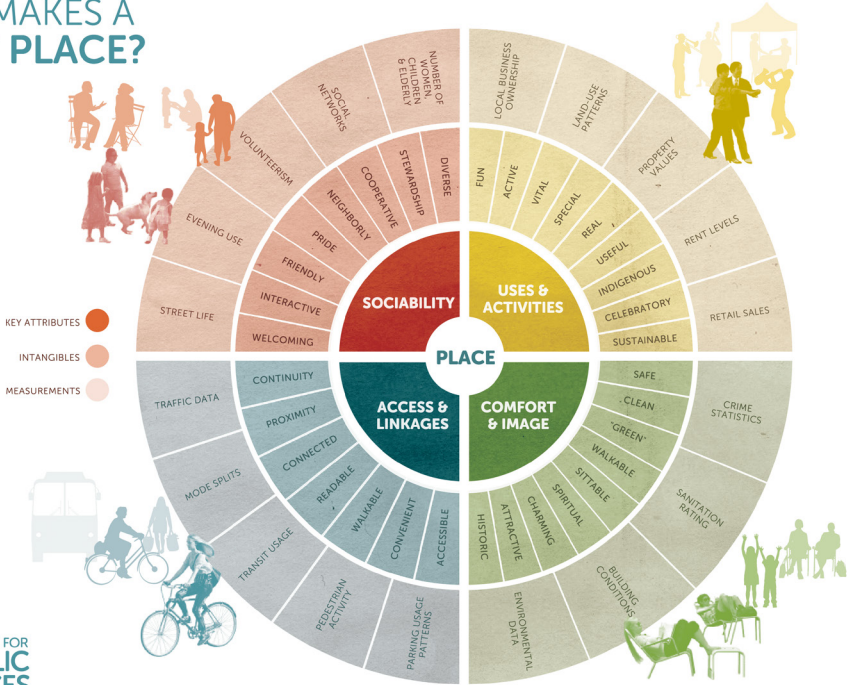 MAKES A
PLACE?
KEY ATTRIBUTES
INTANGIBLES
MEASUREMENTS
PLACE
SOCIABILITY
USES &
ACTIVITIES
ACCESS &
LINKAGES
COMFORT
& IMAGE
WELCOMING
INTERACTIVE
FRIENDLY
PRIDE
NEIGHBORLY
COOPERATIVE
STEWARDSHIP
DIVERSE
FUN
ACTIVE
VITAL
SPECIAL
REAL
USEFUL
INDIGENOUS
CELEBRATORY
SUSTAINABLE
SAFE
CLEAN
"GREEN"
WALKABLE
SITTABLE
SPIRITUAL
CHARMING
ATTRACTIVE
HISTORIC
ACCESSIBLE
CONVENIENT
WALKABLE
READABLE
CONNECTED
PROXIMITY
CONTINUITY
STREET LIFE
EVENING USE
VOLUNTEERISM
SOCIAL
NETWORKS
NUMBER OF
WOMEN,
CHILDREN
& ELDERLY
LOCAL BUSINESS
OWNERSHIP
LAND-USE
PATTERNS
PROPERTY
VALUES
RENT LEVELS
RETAIL SALES
CRIME
STATISTICS
SANITATION
RATING
BUILDING
CONDITIONS
ENVIRONMENTAL
DATA
PARKING USAGE
PATTERNS
PEDESTRIAN
ACTIVITY
TRANSIT USAGE
MODE SPLITS
TRAFFIC DATA
FOR